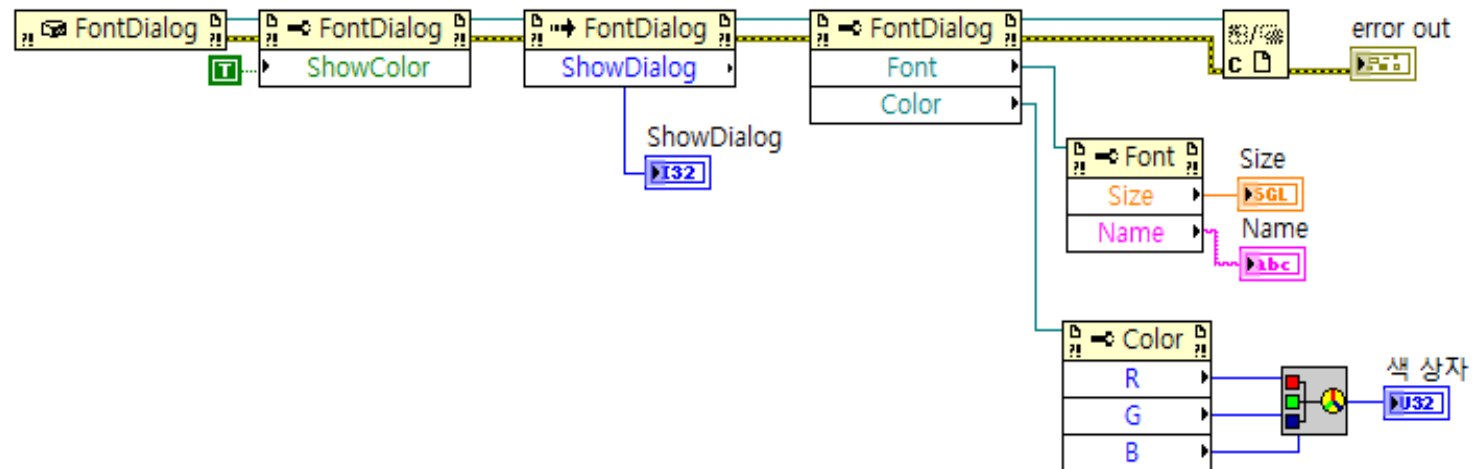 FontDialog
FontDialog
FontDialog
FontDialog
error out
T
ShowColor
ShowDialog
Font
C
Color
ShowDialog
I32
Font
Size
Size
SGL
Name
Name
abc
Color
색 상자
R
U32
G
B